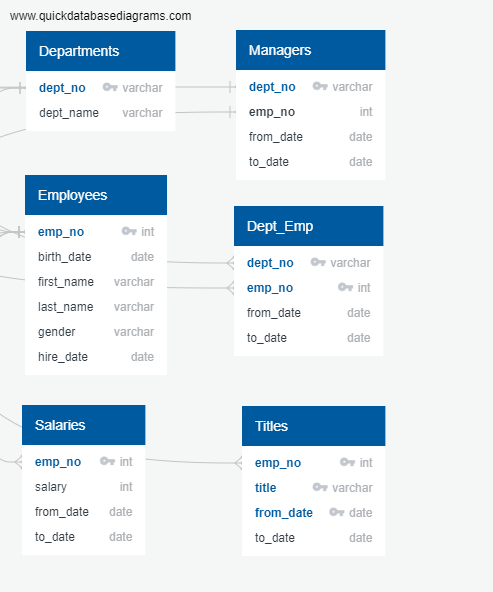 www.quickdatabasediagrams.com
Departments
dept_no varchar
dept_name varchar
Managers
dept_no varchar
emp_no int
from_date date
to_date date
Employees
emp_no int
birth_date date
first_name varchar
last_name varchar
gender varchar
hire_date date
Dept_Emp
dept_no varchar
emp_no int
from_date date
to_date date
Salaries
emp_no int
salary int
from_date date
to_date date
Titles
emp_no int
title varchar
from_date date
to_date date